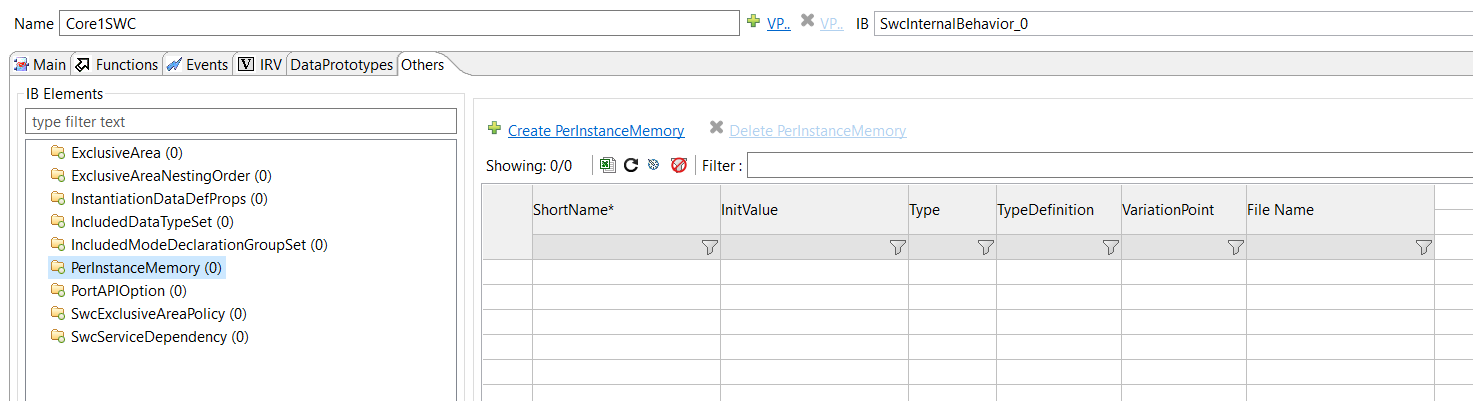 Name Core1SWC VP.. VP.. IB SwcInternalBehavior_0
Main Functions Events V IRV DataPrototypes Others
IB Elements
type filter text
ExclusiveArea (0)
ExclusiveAreaNestingOrder (0)
InstantiationDataDefProps (0)
IncludedDataTypeSet (0)
IncludedModeDeclarationGroupSet (0)
PerInstanceMemory (0)
PortAPIOption (0)
SwcExclusiveAreaPolicy (0)
SwcServiceDependency (0)
Create PerInstanceMemory Delete PerInstanceMemory
Showing: 0/0 Filter :
ShortName* InitValue Type TypeDefinition VariationPoint File Name